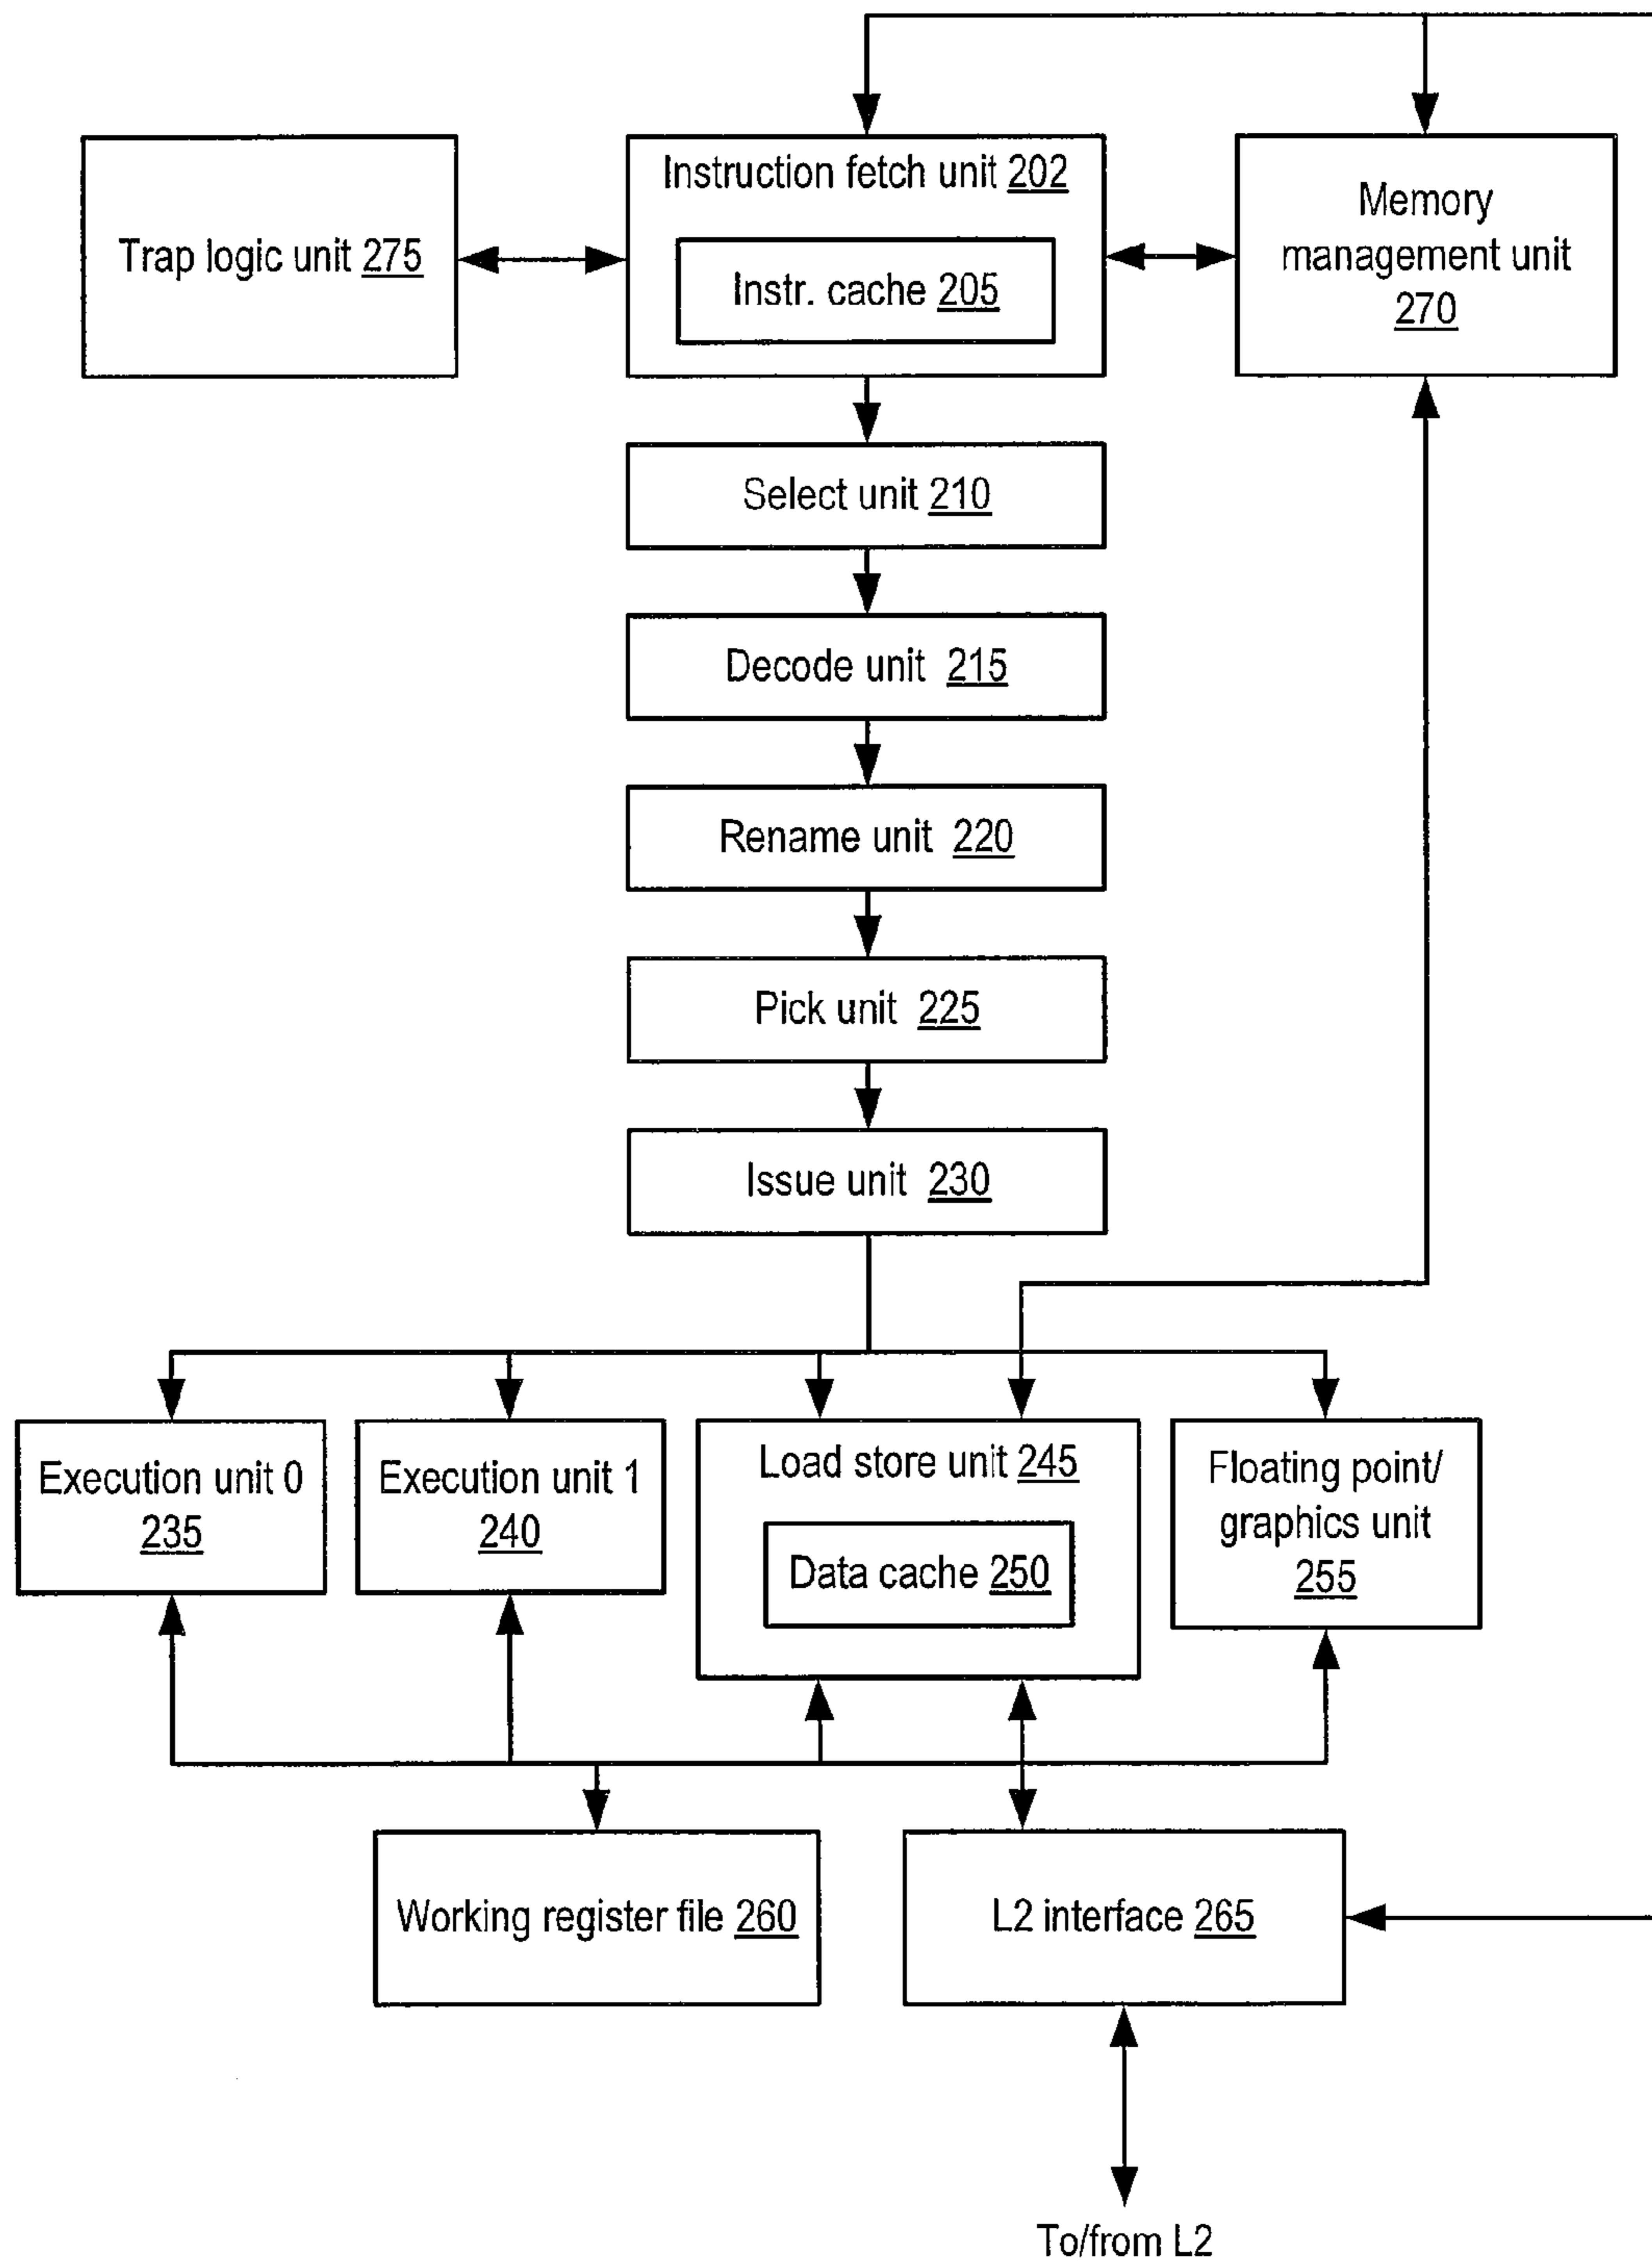 Trap logic unit 275
Instruction fetch unit 202
Instr. cache 205
Memory
management unit
270
Select unit 210
Decode unit 215
Rename unit 220
Pick unit 225
Issue unit 230
Execution unit 0
235
Execution unit 1
240
Load store unit 245
Data cache 250
Floating point/
graphics unit
255
Working register file 260
L2 interface 265
To/from L2